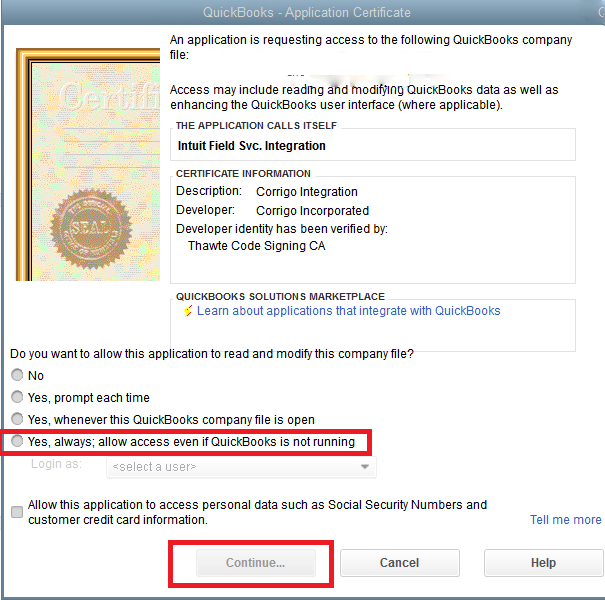 QuickBooks - Application Certificate
An application is requesting access to the following QuickBooks company
file:
Access may include reading and modifying QuickBooks data as well as
enhancing the QuickBooks user interface (where applicable).
THE APPLICATION CALLS ITSELF
Intuit Field Svc. Integration
CERTIFICATE INFORMATION
Description: Corrigo Integration
Developer: Corrigo Incorporated
Developer identity has been verified by:
Thawte Code Signing CA
SEAL
QUICKBOOKS SOLUTIONS MARKETPLACE
Learn about applications that integrate with QuickBooks
Do you want to allow this application to read and modify this company file?
No
Yes, prompt each time
Yes, whenever this QuickBooks company file is open
Yes, always; allow access even if QuickBooks is not running
Login as: <select a user>
Allow this application to access personal data such as Social Security Numbers and
customer credit card information.
Tell me more
Continue... Cancel Help